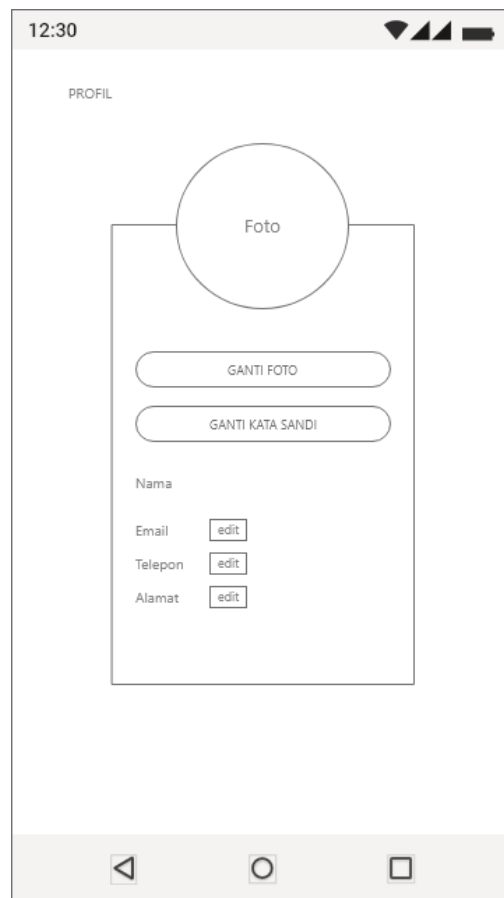 12:30
PROFIL
Foto
GANTI FOTO
GANTI KATA SANDI
Nama
Email edit
Telepon edit
Alamat edit